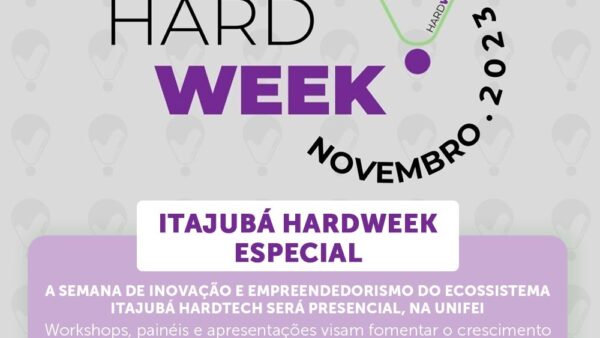 HARD
WEEK
HARDW
NOVEMBRO · 2023
ITAJUBÁ HARDWEEK
ESPECIAL
A SEMANA DE INOVAÇÃO E EMPREENDEDORISMO DO ECOSSISTEMA
ITAJUBÁ HARDTECH SERÁ PRESENCIAL, NA UNIFEI
Workshops, painéis e apresentações visam fomentar o crescimento